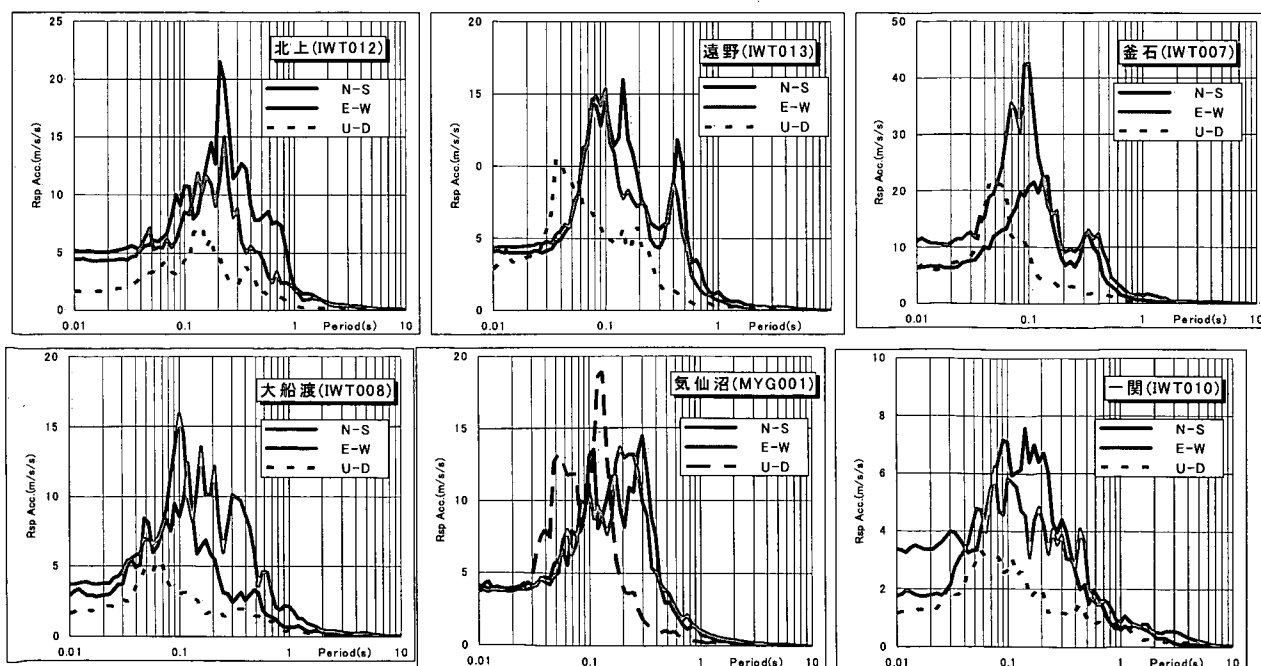 北上(IWT012)
N-S
E-W
U-D
Rsp Acc.(m/s/s)
25
20
15
10
5
0
0.01
0.1
1
Period(s)
10
遠野(IWT013)
N-S
E-W
U-D
Rsp Acc.(m/s/s)
20
15
0
5
0
0.01
0.1
1
Period(s)
10
釜石(IWT007)
N-S
E-W
U-D
Rsp Acc.(m/s/s)
50
40
30
20
10
0
0.01
0.1
1
Period(s)
10
大船渡(IWT008)
N-S
E-W
U-D
Rsp Acc.(m/s/s)
20
15
10
5
0
0.01
0.1
1
Period(s)
10
気仙沼(MYG001)
N-S
E-W
U-D
Rsp Acc.(m/s/s)
20
15
10
5
0
0.01
0.1
1
Period(s)
10
一関(IWT010)
N-S
E-W
U-D
Rsp Acc.(m/s/s)
10
8
6
4
2
0
0.01
0.1
1
Period(s)
10